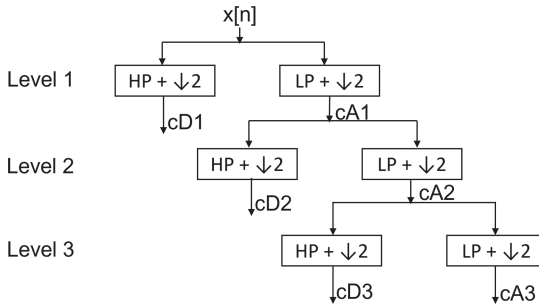 x[n]
Level 1
HP + ↓2
LP + ↓2
cD1
cA1
Level 2
HP + ↓2
LP + ↓2
cD2
cA2
Level 3
HP + ↓2
LP + ↓2
cD3
cA3